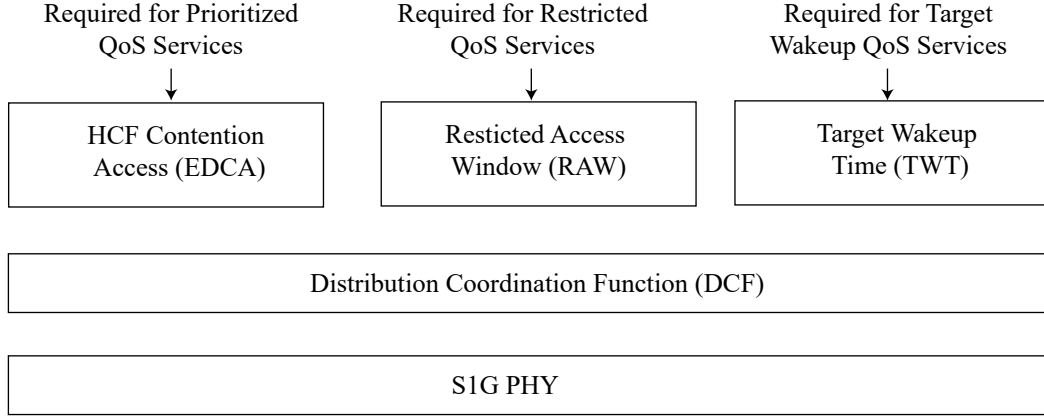 Required for Prioritized
QoS Services
Required for Restricted
QoS Services
Required for Target
Wakeup QoS Services
HCF Contention
Access (EDCA)
Resticted Access
Window (RAW)
Target Wakeup
Time (TWT)
Distribution Coordination Function (DCF)
S1G PHY